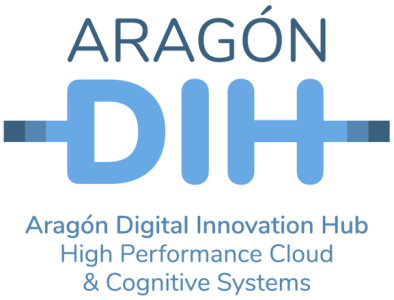 ARAGÓN
DIH
Aragón Digital Innovation Hub
High Performance Cloud
& Cognitive Systems